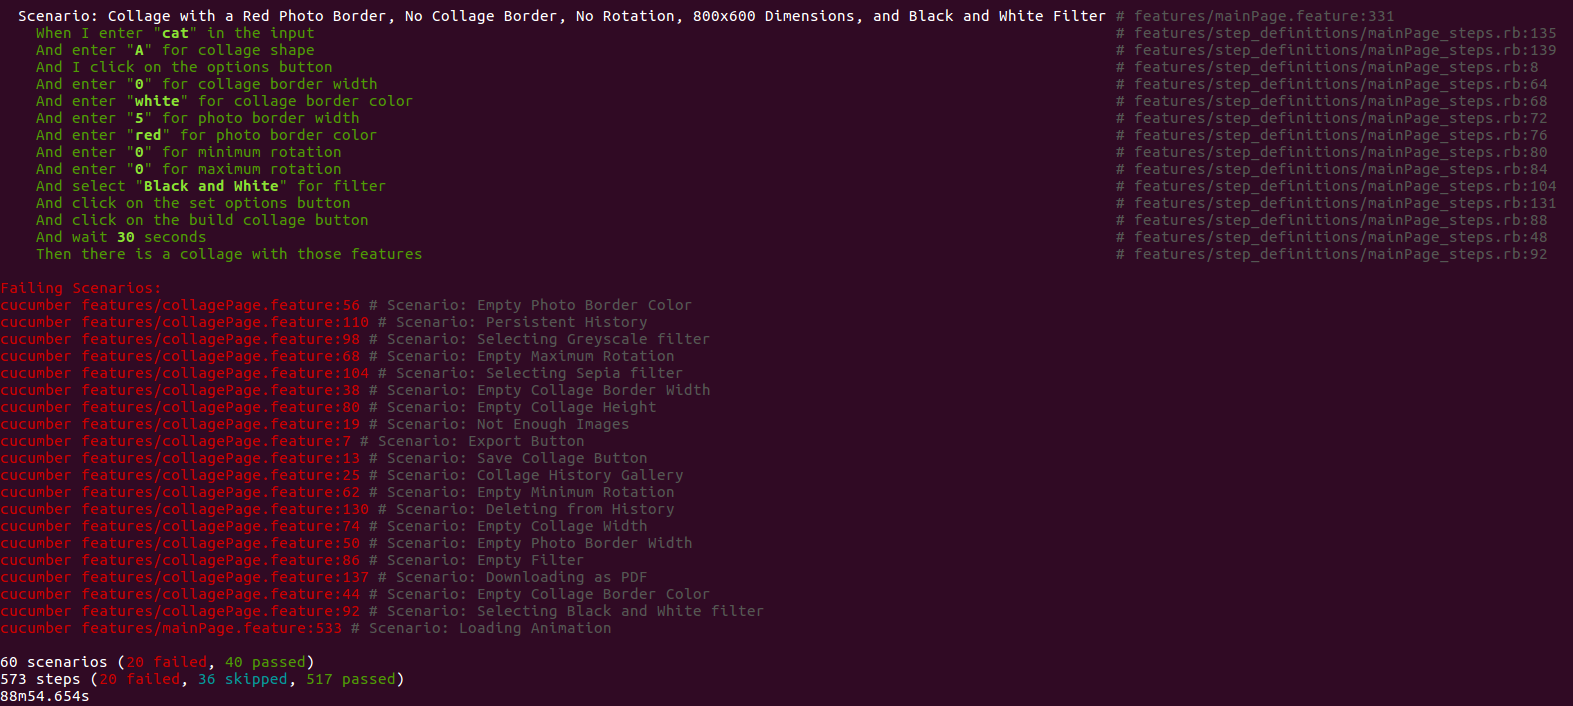 Scenario: Collage with a Red Photo Border, No Collage Border, No Rotation, 800x600 Dimensions, and Black and White Filter # features/mainPage.feature:331
When I enter "cat" in the input # features/step_definitions/mainPage_steps.rb:135
And enter "A" for collage shape # features/step_definitions/mainPage_steps.rb:139
And I click on the options button # features/step_definitions/mainPage_steps.rb:8
And enter "0" for collage border width # features/step_definitions/mainPage_steps.rb:64
And enter "white" for collage border color # features/step_definitions/mainPage_steps.rb:68
And enter "5" for photo border width # features/step_definitions/mainPage_steps.rb:72
And enter "red" for photo border color # features/step_definitions/mainPage_steps.rb:76
And enter "0" for minimum rotation # features/step_definitions/mainPage_steps.rb:80
And enter "0" for maximum rotation # features/step_definitions/mainPage_steps.rb:84
And select "Black and White" for filter # features/step_definitions/mainPage_steps.rb:104
And click on the set options button # features/step_definitions/mainPage_steps.rb:131
And click on the build collage button # features/step_definitions/mainPage_steps.rb:88
And wait 30 seconds # features/step_definitions/mainPage_steps.rb:48
Then there is a collage with those features # features/step_definitions/mainPage_steps.rb:92
Failing Scenarios:
cucumber features/collagePage.feature:56 # Scenario: Empty Photo Border Color
cucumber features/collagePage.feature:110 # Scenario: Persistent History
cucumber features/collagePage.feature:98 # Scenario: Selecting Greyscale filter
cucumber features/collagePage.feature:68 # Scenario: Empty Maximum Rotation
cucumber features/collagePage.feature:104 # Scenario: Selecting Sepia filter
cucumber features/collagePage.feature:38 # Scenario: Empty Collage Border Width
cucumber features/collagePage.feature:80 # Scenario: Empty Collage Height
cucumber features/collagePage.feature:19 # Scenario: Not Enough Images
cucumber features/collagePage.feature:7 # Scenario: Export Button
cucumber features/collagePage.feature:13 # Scenario: Save Collage Button
cucumber features/collagePage.feature:25 # Scenario: Collage History Gallery
cucumber features/collagePage.feature:62 # Scenario: Empty Minimum Rotation
cucumber features/collagePage.feature:130 # Scenario: Deleting from History
cucumber features/collagePage.feature:74 # Scenario: Empty Collage Width
cucumber features/collagePage.feature:50 # Scenario: Empty Photo Border Width
cucumber features/collagePage.feature:86 # Scenario: Empty Filter
cucumber features/collagePage.feature:137 # Scenario: Downloading as PDF
cucumber features/collagePage.feature:44 # Scenario: Empty Collage Border Color
cucumber features/collagePage.feature:92 # Scenario: Selecting Black and White filter
cucumber features/mainPage.feature:533 # Scenario: Loading Animation
60 scenarios (20 failed, 40 passed)
573 steps (20 failed, 36 skipped, 517 passed)
88m54.654s